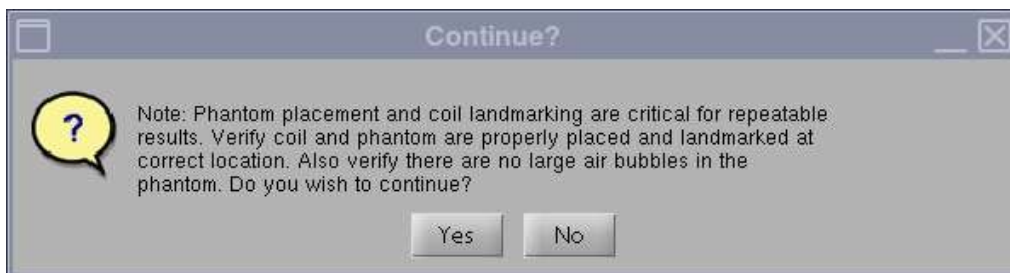 Continue?
?
Note: Phantom placement and coil landmarking are critical for repeatable
results. Verify coil and phantom are properly placed and landmarked at
correct location. Also verify there are no large air bubbles in the
phantom. Do you wish to continue?
Yes No